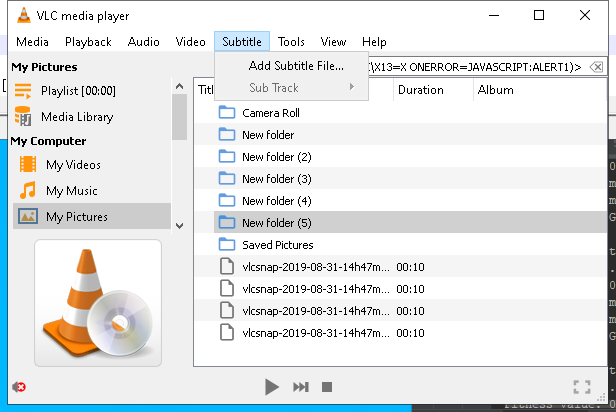 VLC media player
Media Playback Audio Video Subtitle Tools View Help
Add Subtitle File...
Sub Track
\X13=X ONERROR=JAVASCRIPT:ALERT1)>
My Pictures
Playlist [00:00]
Media Library
My Computer
My Videos
My Music
My Pictures
Duration Album
Camera Roll
New folder
New folder (2)
New folder (3)
New folder (4)
New folder (5)
Saved Pictures
vlcsnap-2019-08-31-14h47m... 00:10
vlcsnap-2019-08-31-14h47m... 00:10
vlcsnap-2019-08-31-14h47m... 00:10
vlcsnap-2019-08-31-14h47m... 00:10